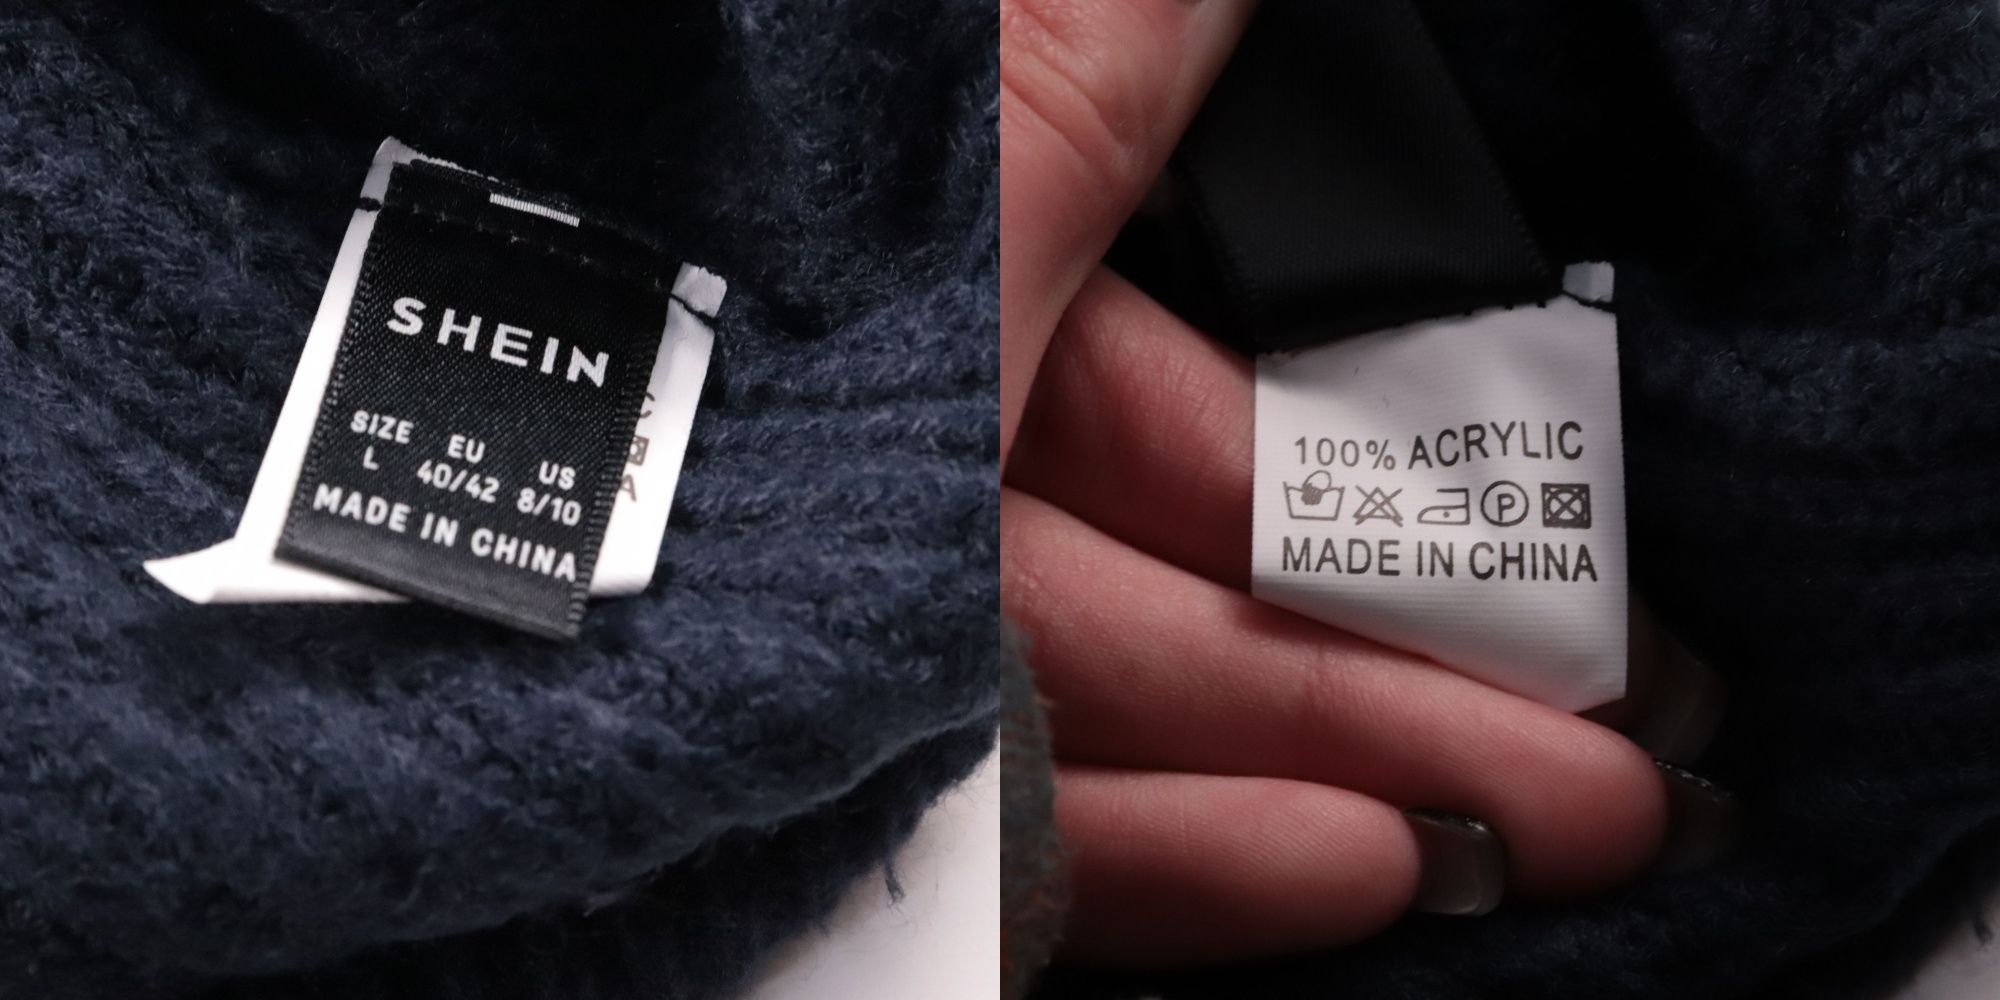 SHEIN
SIZE EU US
L 40/42 8/10
MADE IN CHINA
C
A
100% ACRYLIC
P
MADE IN CHINA